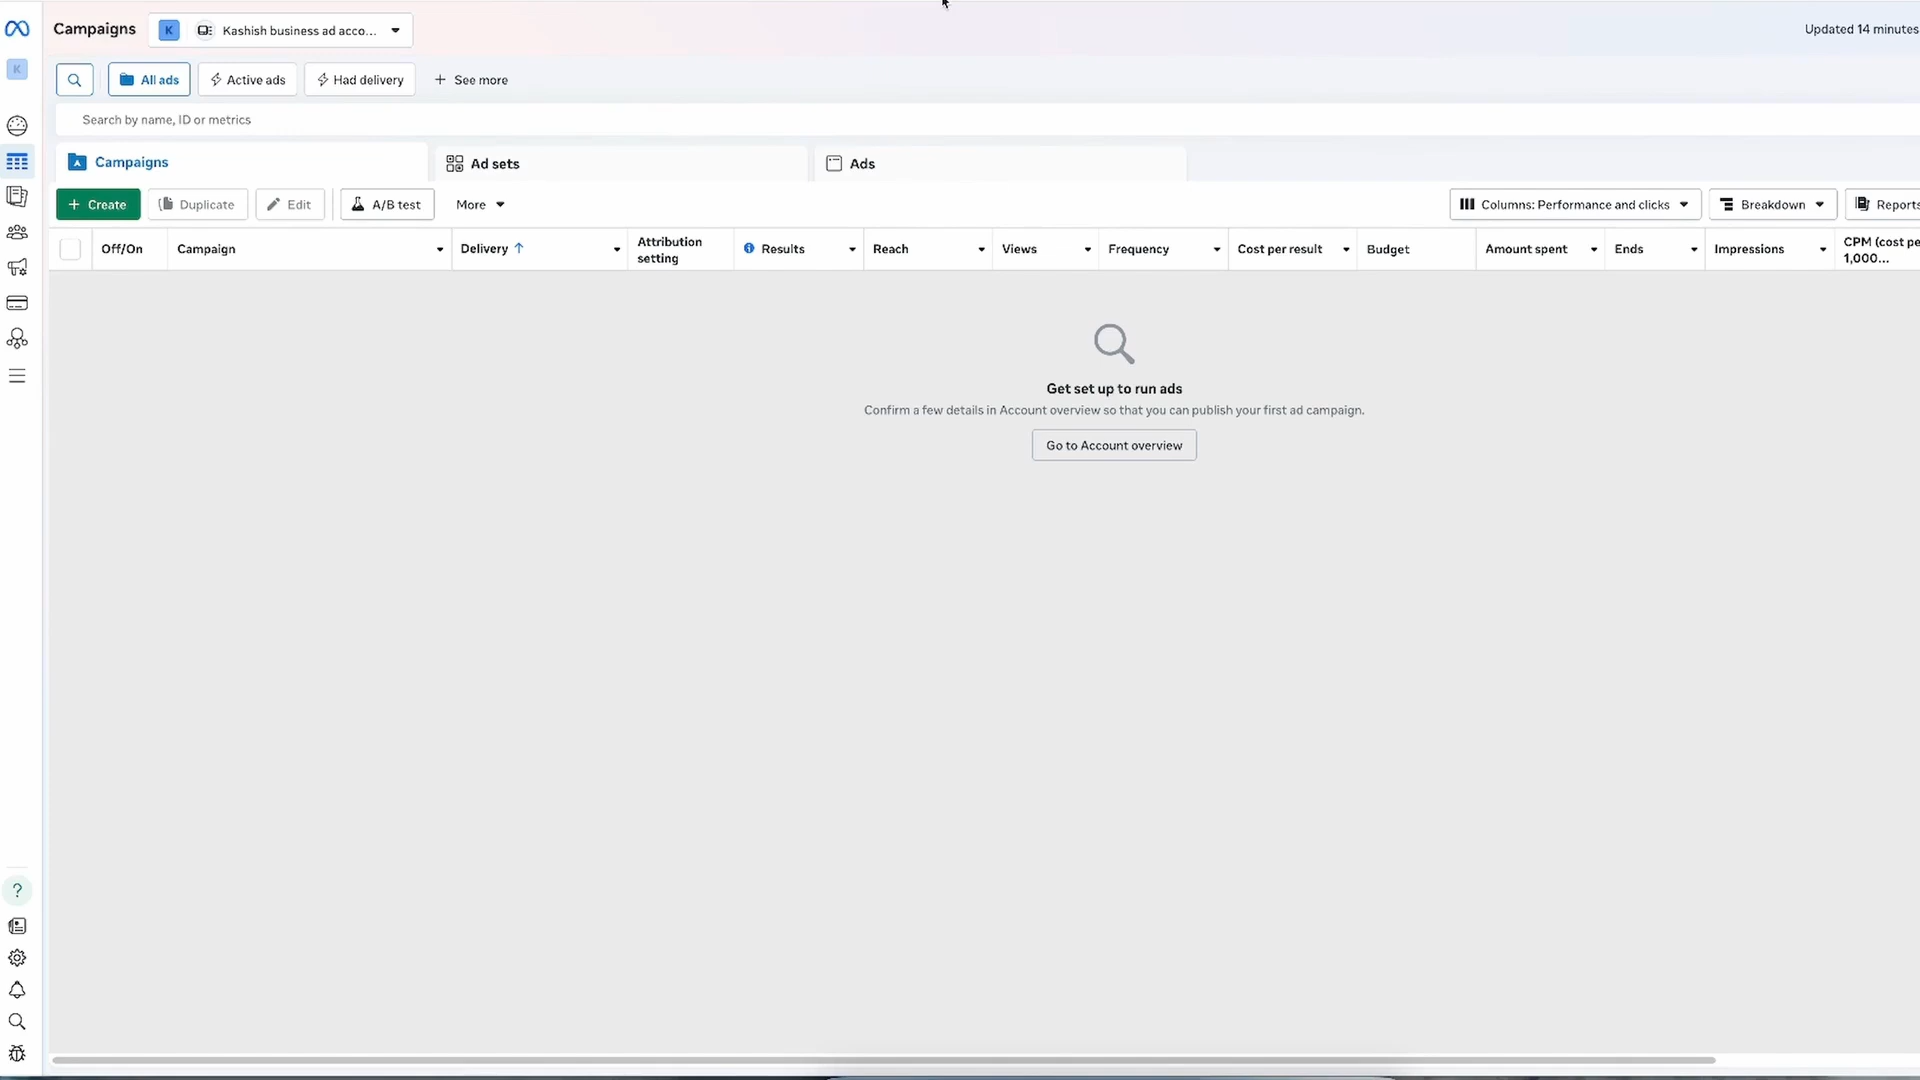 Campaigns
K
Kashish business ad acco...
Updated 14 minutes
K
All ads
Active ads
Had delivery
See more
Search by name, ID or metrics
Campaigns
Ad sets
Ads
Create
Duplicate
Edit
A/B test
More
Columns: Performance and clicks
Breakdown
Reports
Off/On
Campaign
Delivery
Attribution
setting
Results
Reach
Views
Frequency
Cost per result
Budget
Amount spent
Ends
Impressions
CPM (cost pe
1,000...
Get set up to run ads
Confirm a few details in Account overview so that you can publish your first ad campaign.
Go to Account overview